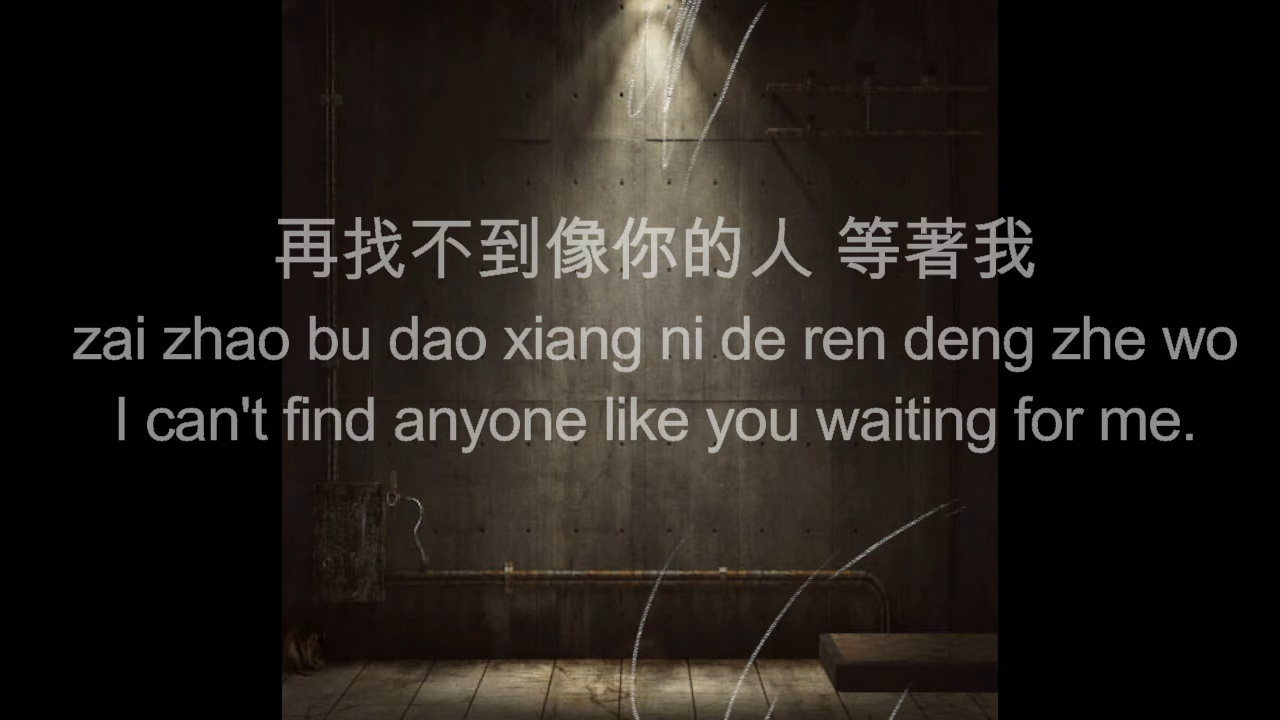 再找不到像你的人 等著我
zai zhao bu dao xiang ni de ren deng zhe wo
I can't find anyone like you waiting for me.